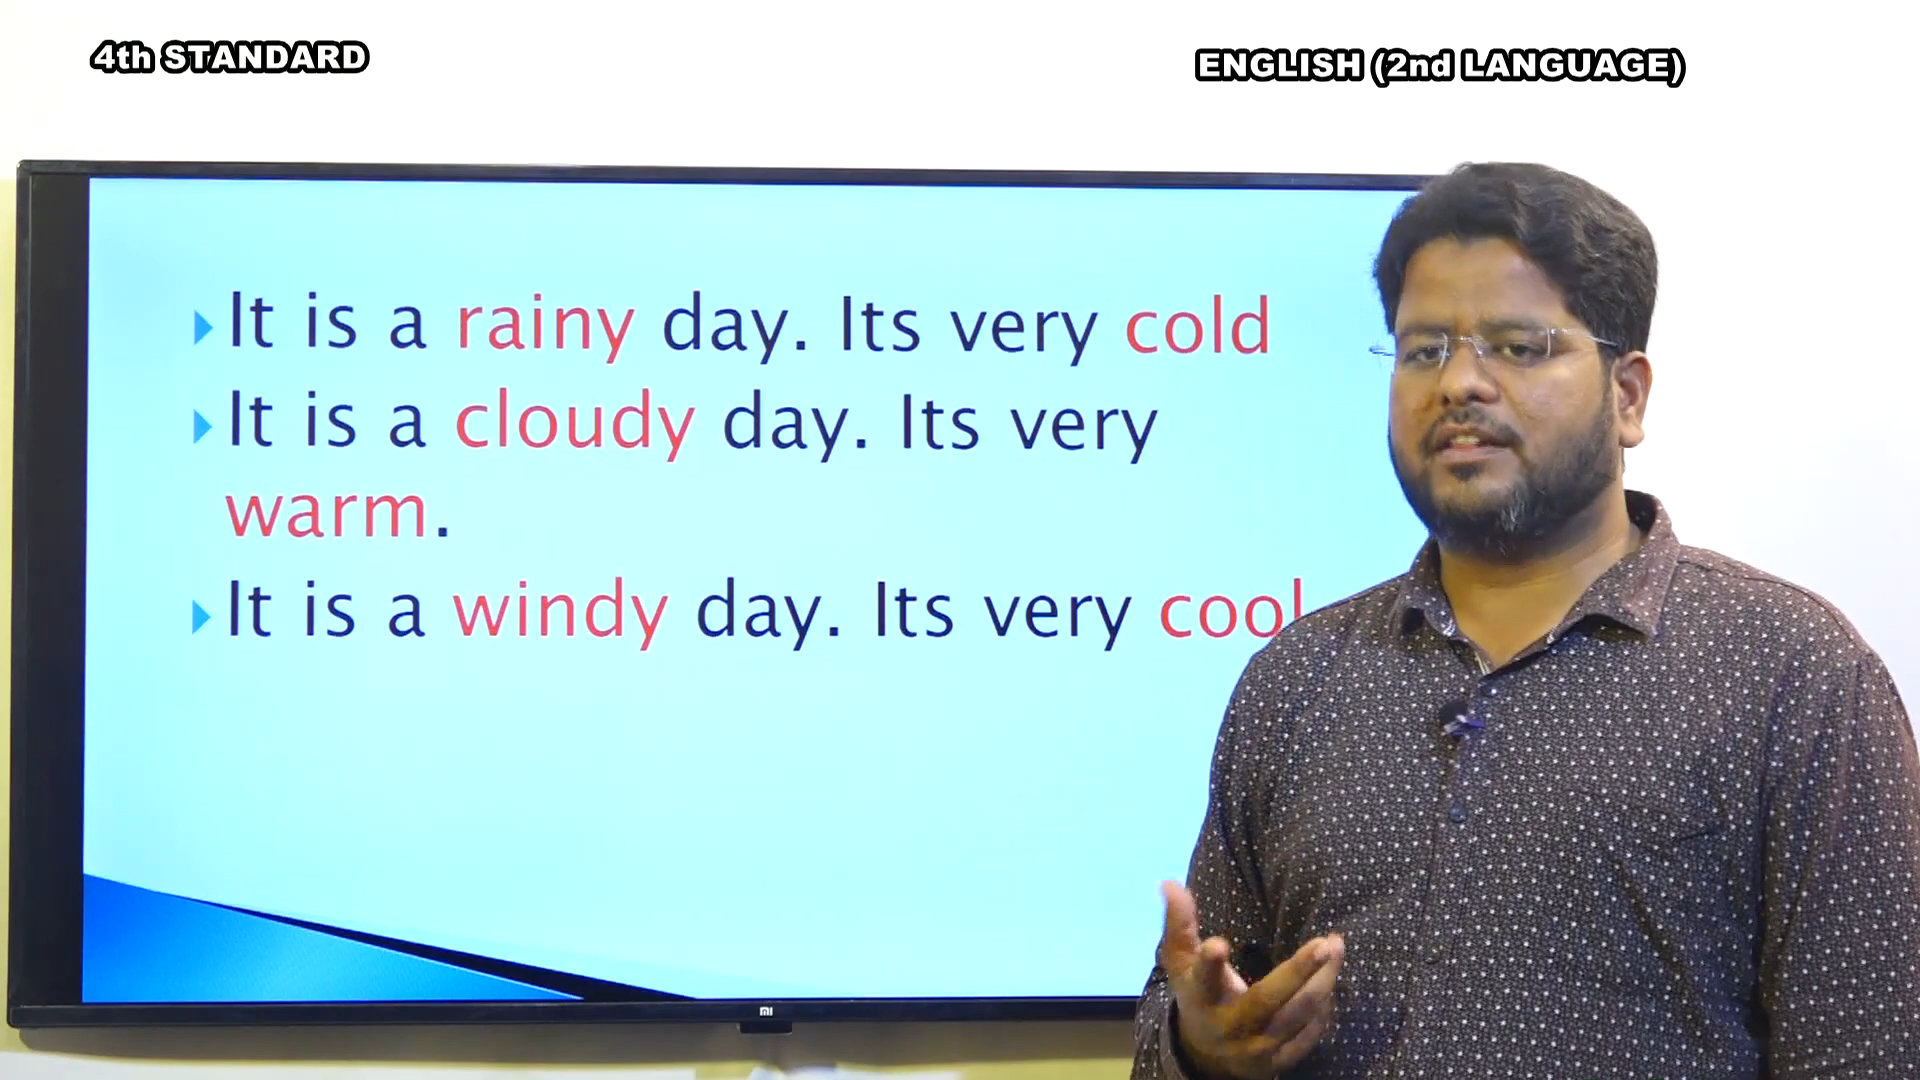 4th STANDARD
ENGLISH (2nd LANGUAGE)
It is a rainy day. Its very cold
It is a cloudy day. Its very
warm.
It is a windy day. Its very cool
mi